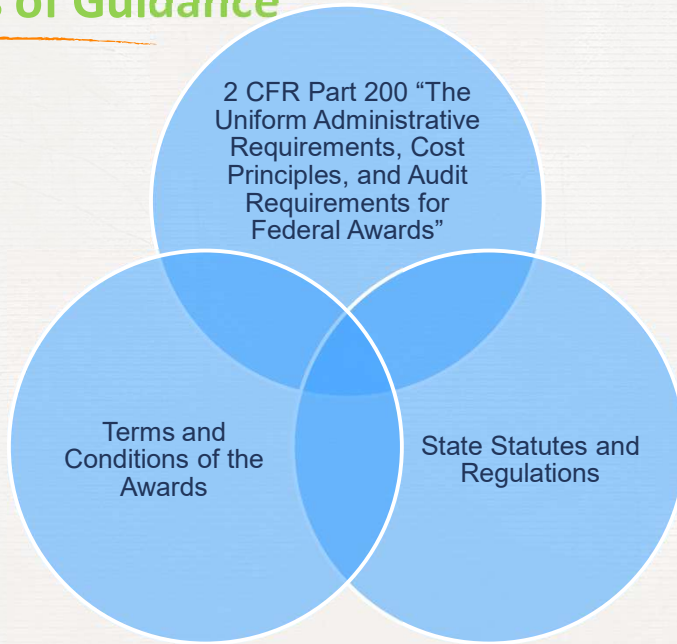 of Guidance
2 CFR Part 200 “The
Uniform Administrative
Requirements, Cost
Principles, and Audit
Requirements for
Federal Awards”
Terms and
Conditions of the
Awards
State Statutes and
Regulations